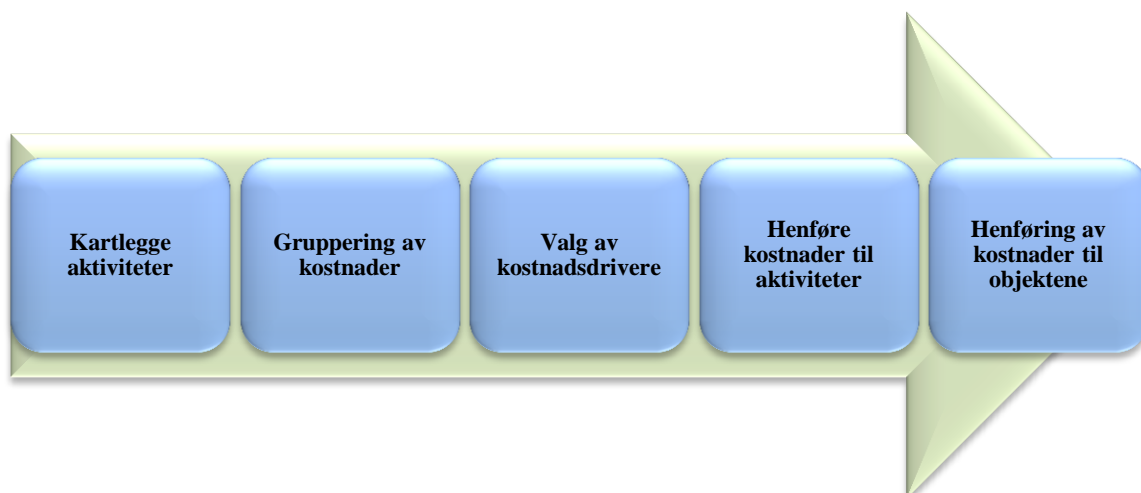 Kartlegge
aktiviteter
Gruppering av
kostnader
Valg av
kostnadsdrivere
Henføre
kostnader til
aktiviteter
Henføring av
kostnader til
objektene